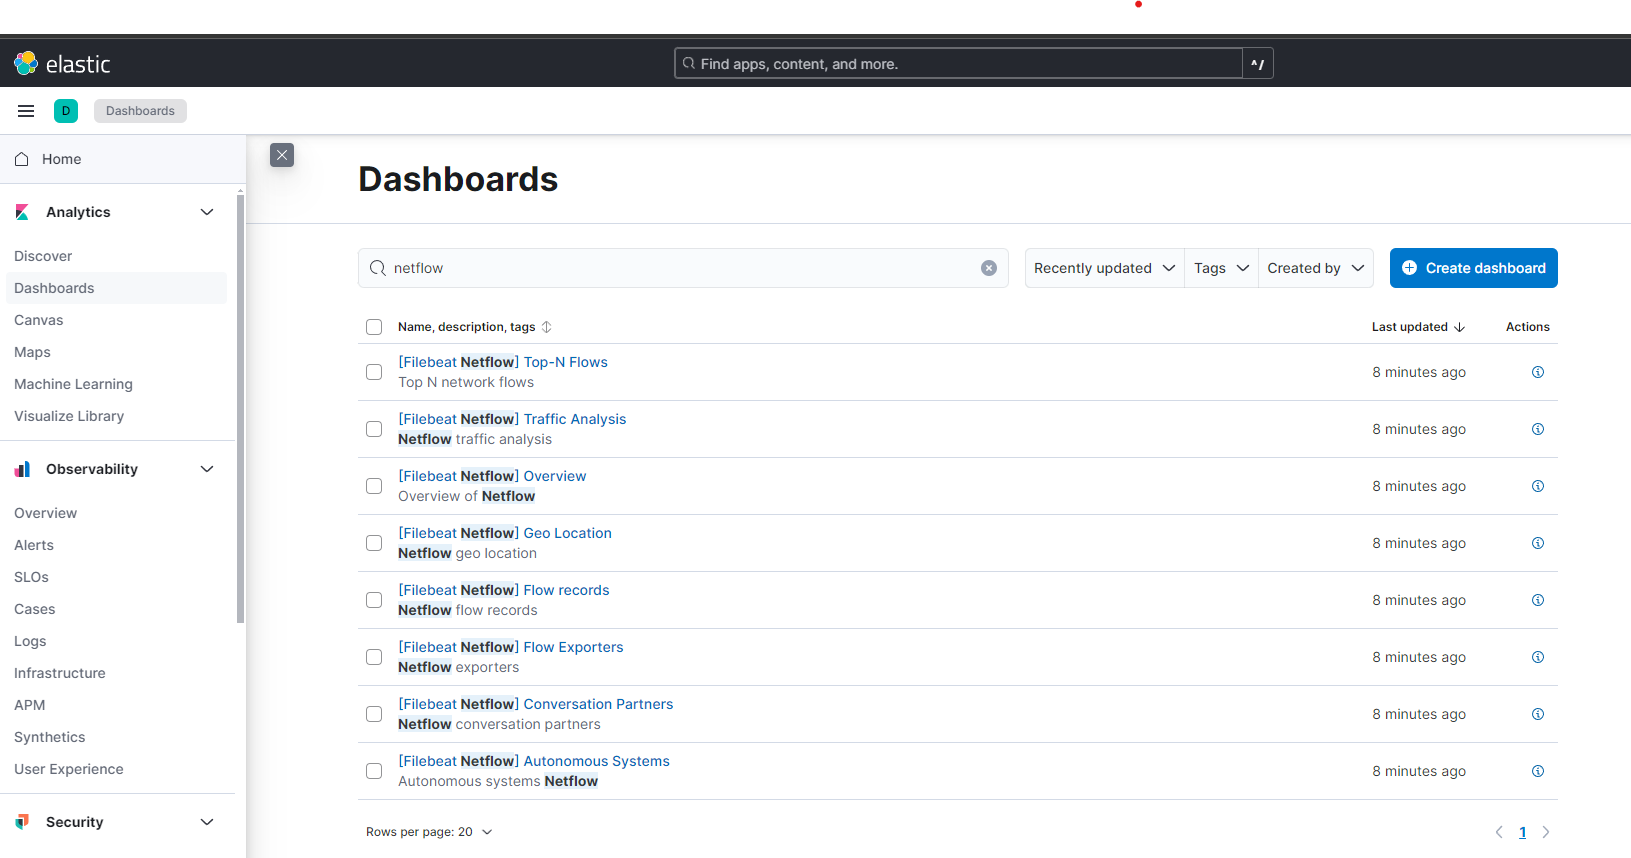 elastic
Find apps, content, and more.
^/
D
Dashboards
Home
Analytics
Discover
Dashboards
Canvas
Maps
Machine Learning
Visualize Library
Observability
Overview
Alerts
SLOs
Cases
Logs
Infrastructure
APM
Synthetics
User Experience
Security
Dashboards
netflow
Recently updated
Tags
Created by
Create dashboard
Name, description, tags
Last updated
Actions
[Filebeat Netflow] Top-N Flows
Top N network flows
8 minutes ago
[Filebeat Netflow] Traffic Analysis
Netflow traffic analysis
8 minutes ago
[Filebeat Netflow] Overview
Overview of Netflow
8 minutes ago
[Filebeat Netflow] Geo Location
Netflow geo location
8 minutes ago
[Filebeat Netflow] Flow records
Netflow flow records
8 minutes ago
[Filebeat Netflow] Flow Exporters
Netflow exporters
8 minutes ago
[Filebeat Netflow] Conversation Partners
Netflow conversation partners
8 minutes ago
[Filebeat Netflow] Autonomous Systems
Autonomous systems Netflow
8 minutes ago
Rows per page: 20
1